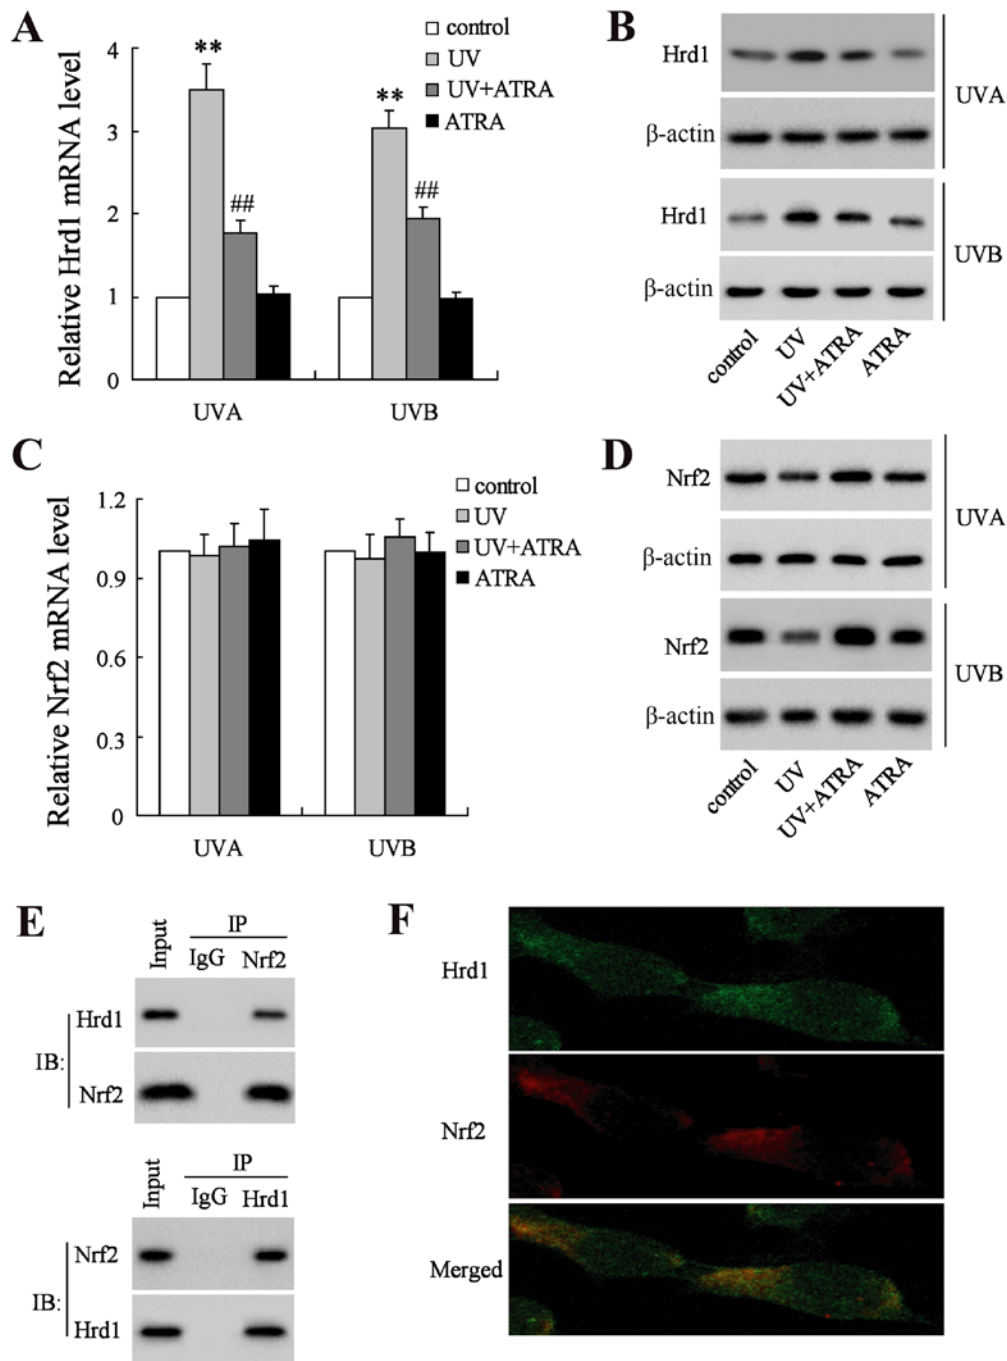 A
Relative Hrd1 mRNA level
4
3
2
1
0
**
##
**
##
control
UV
UV+ATRA
ATRA
UVA
UVB
B
Hrd1
β-actin
UVA
Hrd1
β-actin
UVB
control
UV
UV+ATRA
ATRA
C
Relative Nrf2 mRNA level
1.2
0.9
0.6
0.3
0
control
UV
UV+ATRA
ATRA
UVA
UVB
D
Nrf2
β-actin
UVA
Nrf2
β-actin
UVB
control
UV
UV+ATRA
ATRA
E
Input
IP
IgG
Nrf2
IB:
Hrd1
Nrf2
Input
IP
IgG
Hrd1
IB:
Nrf2
Hrd1
F
Hrd1
Nrf2
Merged